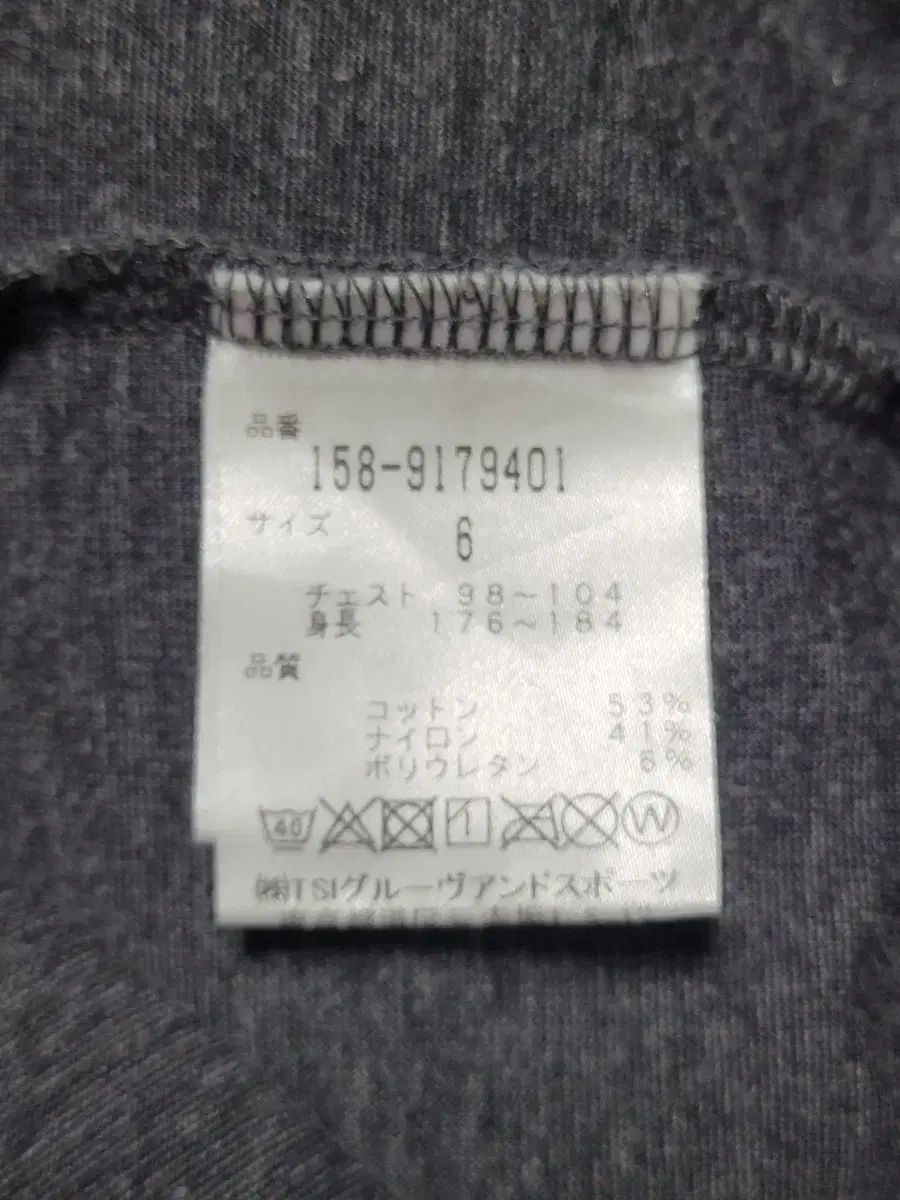 品番
158-9179401
サイズ
6
チェスト 98~104
身長 176~184
品質
コットン 53%
ナイロン 41%
ポリウレタン 6%
40
W
㈱TSIグルーヴアンドスポーツ